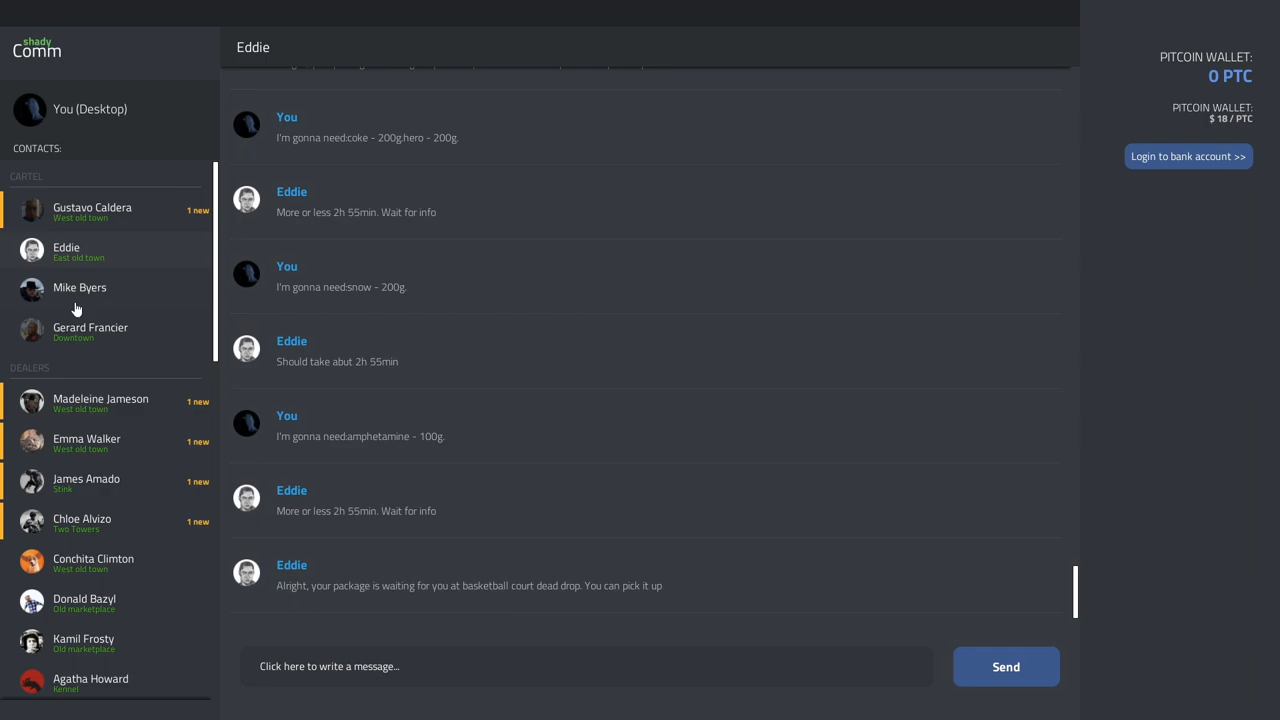 shady
Comm
Eddie
PITCOIN WALLET:
0 PTC
PITCOIN WALLET:
$ 18 / PTC
Login to bank account >>
You (Desktop)
CONTACTS:
CARTEL
Gustavo Caldera
West old town
1 new
Eddie
East old town
Mike Byers
Gerard Francier
Downtown
DEALERS
Madeleine Jameson
West old town
1 new
Emma Walker
West old town
1 new
James Amado
Stink
1 new
Chloe Alvizo
Two Towers
1 new
Conchita Climton
West old town
Donald Bazyl
Old marketplace
Kamil Frosty
Old marketplace
Agatha Howard
Kennel
You
I'm gonna need:coke - 200g,hero - 200g.
Eddie
More or less 2h 55min. Wait for info
You
I'm gonna need:snow - 200g.
Eddie
Should take abut 2h 55min
You
I'm gonna need:amphetamine - 100g.
Eddie
More or less 2h 55min. Wait for info
Eddie
Alright, your package is waiting for you at basketball court dead drop. You can pick it up
Click here to write a message...
Send